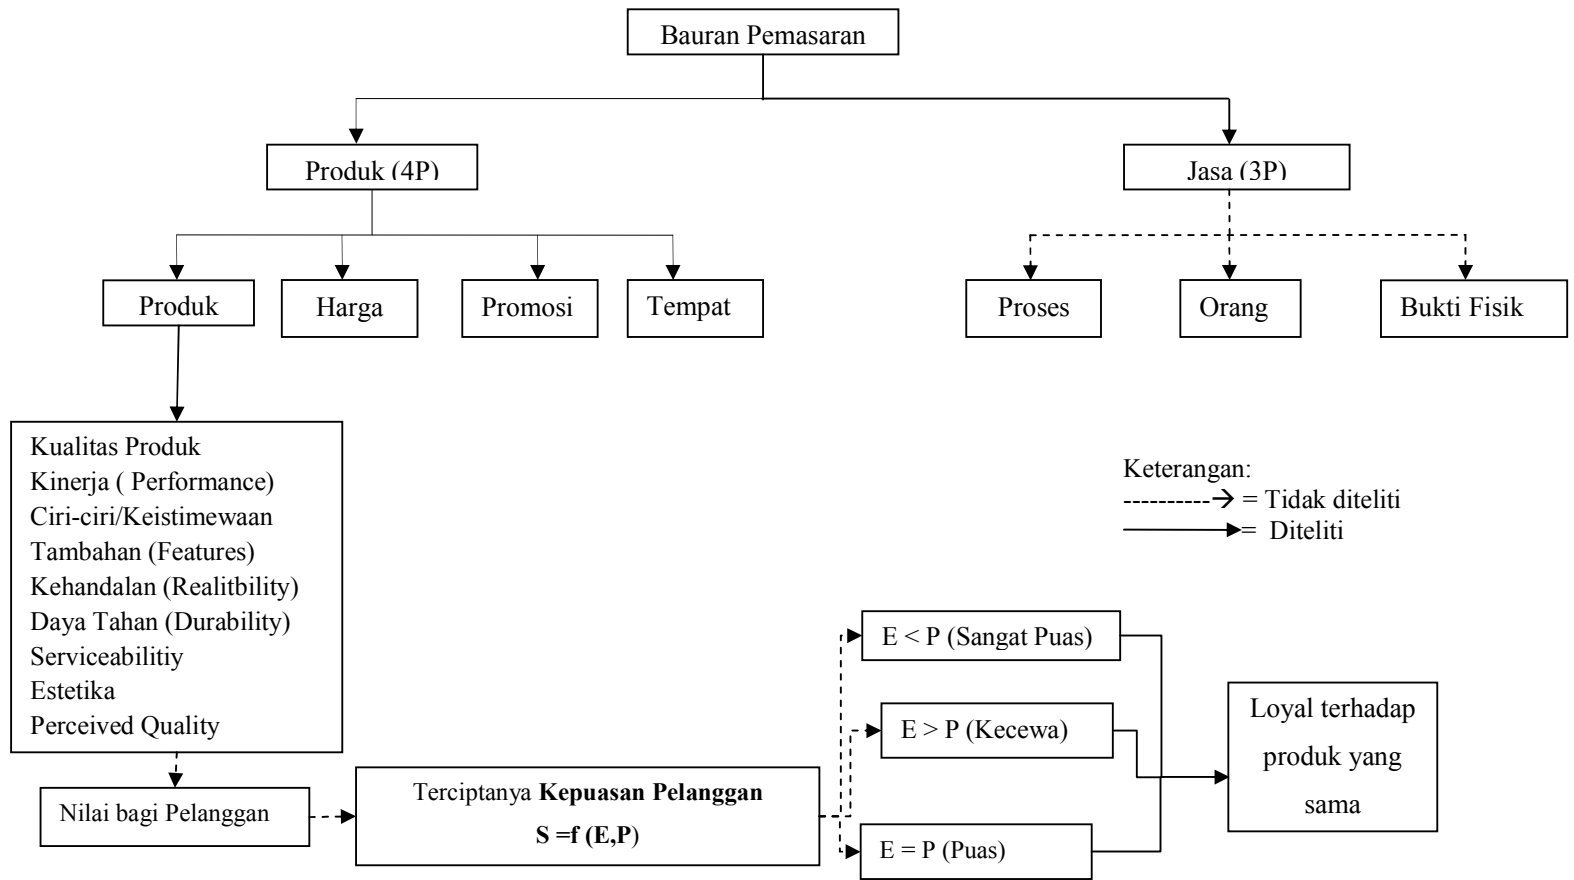 Bauran Pemasaran
Produk (4P)
Jasa (3P)
Produk
Harga
Promosi
Tempat
Proses
Orang
Bukti Fisik
Kualitas Produk
Kinerja ( Performance)
Ciri-ciri/Keistimewaan
Tambahan (Features)
Kehandalan (Realitbility)
Daya Tahan (Durability)
Serviceabilitiy
Estetika
Perceived Quality
Keterangan:
----------→ = Tidak diteliti
= Diteliti
Nilai bagi Pelanggan
Terciptanya Kepuasan Pelanggan
S =f (E,P)
E < P (Sangat Puas)
E > P (Kecewa)
E = P (Puas)
Loyal terhadap
produk yang
sama